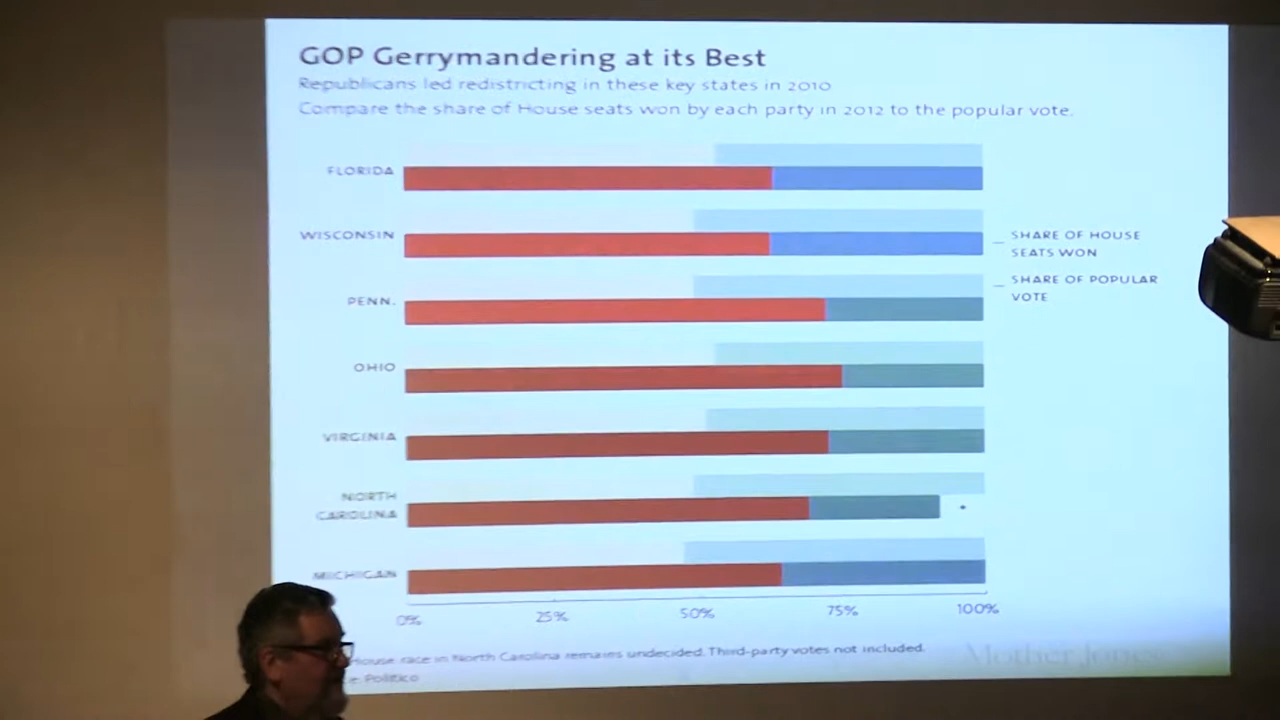 GOP Gerrymandering at its Best
Republicans led redistricting in these key states in 2010
Compare the share of House seats won by each party in 2012 to the popular vote.
FLORIDA
WISCONSIN
SHARE OF HOUSE
SEATS WON
PENN.
SHARE OF POPULAR
VOTE
OHIO
VIRGINIA
NORTH
CAROLINA
MICHIGAN
0% 25% 50% 75% 100%
House race in North Carolina remains undecided. Third-party votes not included.
e: Politico
Mother Jones